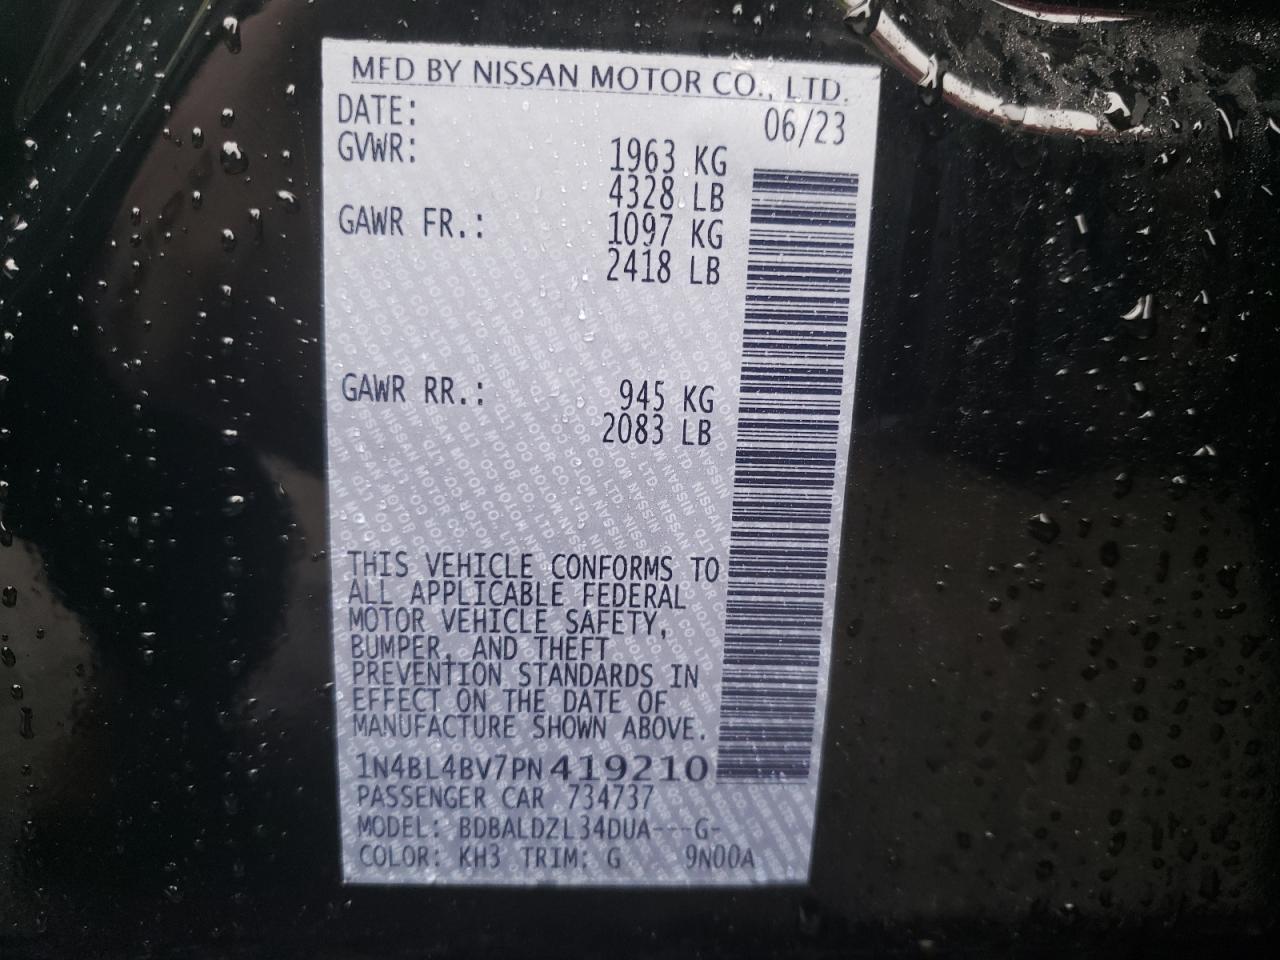 MFD BY NISSAN MOTOR CO., LTD.
DATE: 06/23
GVWR: 1963 KG
4328 LB
GAWR FR.: 1097 KG
2418 LB
GAWR RR.: 945 KG
2083 LB
THIS VEHICLE CONFORMS TO
ALL APPLICABLE FEDERAL
MOTOR VEHICLE SAFETY,
BUMPER, AND THEFT
PREVENTION STANDARDS IN
EFFECT ON THE DATE OF
MANUFACTURE SHOWN ABOVE.
1N4BL4BV7PN419210
PASSENGER CAR 734737
MODEL: BDBALDZL34DUA---G-
COLOR: KH3 TRIM: G 9N00A